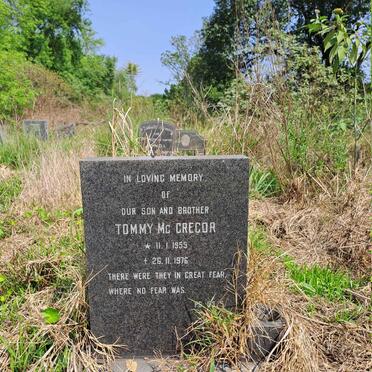 IN LOVING MEMORY
OF
OUR SON AND BROTHER
TOMMY Mc GREGOR
* 11. 1. 1955
† 26. 11. 1976
THERE WERE THEY IN GREAT FEAR,
WHERE NO FEAR WAS.
PS.